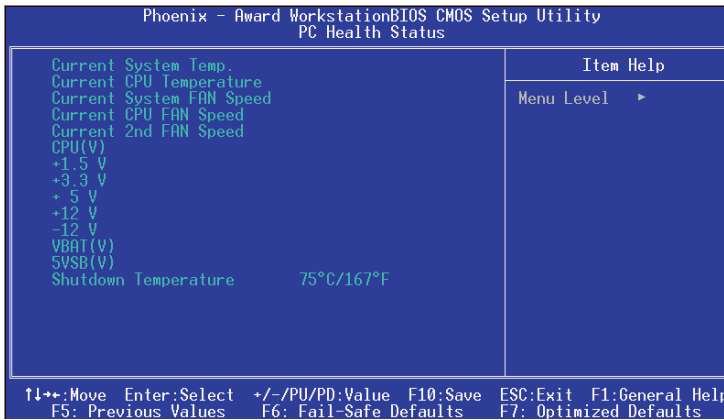 Phoenix - Award WorkstationBIOS CMOS Setup Utility
PC Health Status
Current System Temp.
Current CPU Temperature
Current System FAN Speed
Current CPU FAN Speed
Current 2nd FAN Speed
CPU(V)
+1.5 V
+3.3 V
+ 5 V
+12 V
-12 V
VBAT(V)
5VSB(V)
Shutdown Temperature 75°C/167°F
Item Help
Menu Level ►
↑↓→←:Move Enter:Select +/-/PU/PD:Value F10:Save ESC:Exit F1:General Help
F5: Previous Values F6: Fail-Safe Defaults F7: Optimized Defaults